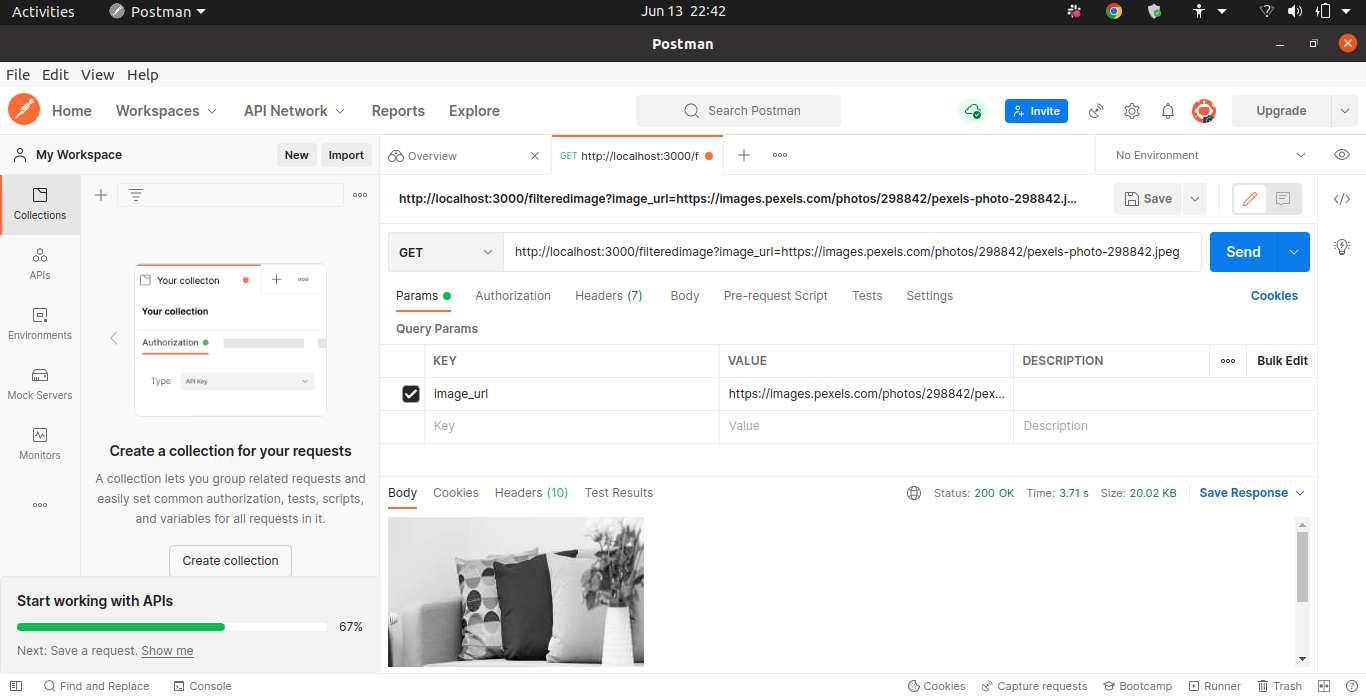 Activities Postman Jun 13 22:42
Postman
File Edit View Help
Home Workspaces API Network Reports Explore Search Postman Invite Upgrade
My Workspace New Import Overview GET http://localhost:3000/f No Environment
Collections
APIs
Environments
Mock Servers
Monitors
Your collecton
Your collection
Authorization
Type API Key
Create a collection for your requests
A collection lets you group related requests and
easily set common authorization, tests, scripts,
and variables for all requests in it.
Create collection
Start working with APIs
67%
Next: Save a request. Show me
http://localhost:3000/filteredimage?image_url=https://images.pexels.com/photos/298842/pexels-photo-298842.j... Save
GET http://localhost:3000/filteredimage?image_url=https://images.pexels.com/photos/298842/pexels-photo-298842.jpeg Send
Params Authorization Headers (7) Body Pre-request Script Tests Settings Cookies
Query Params
KEY VALUE DESCRIPTION Bulk Edit
image_url https://images.pexels.com/photos/298842/pex...
Key Value Description
Body Cookies Headers (10) Test Results Status: 200 OK Time: 3.71 s Size: 20.02 KB Save Response
Find and Replace Console Cookies Capture requests Bootcamp Runner Trash